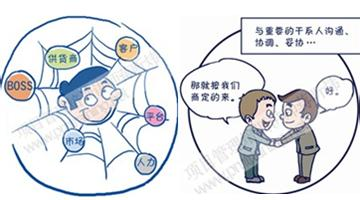 供货商
客户
BOSS
平台
市场
人力
与重要的干系人沟通、
协调、妥协…
那就按我们
商定的来。
好。